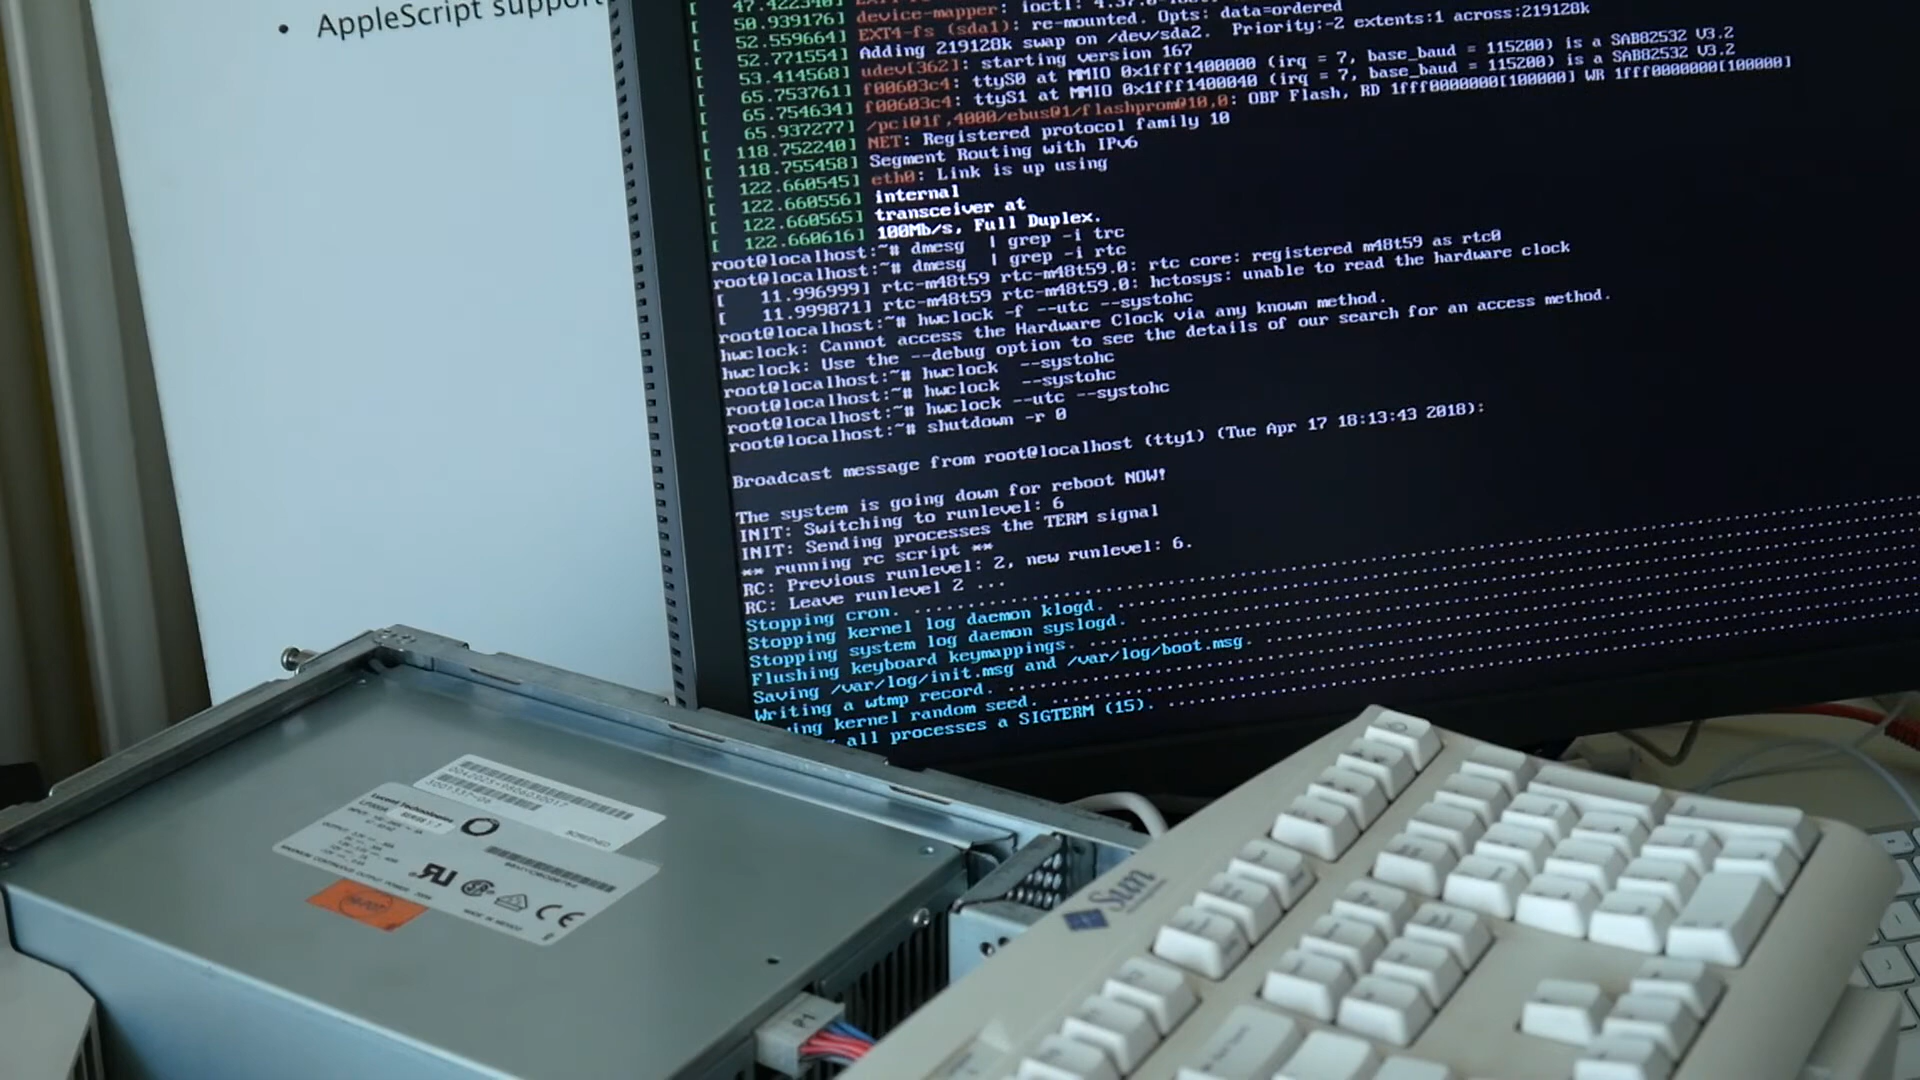 • AppleScript support
[ 47.422340]
[ 50.939176] device-mapper: ioctl: 4.37.0-ioctl
[ 52.559664] EXT4-fs (sda1): re-mounted. Opts: data=ordered
[ 52.771554] Adding 219128k swap on /dev/sda2. Priority:-2 extents:1 across:219128k
[ 53.414568] udev[362]: starting version 167
[ 65.753761] f00603c4: ttyS0 at MMIO 0x1fff1400000 (irq = 7, base_baud = 115200) is a SAB82532 V3.2
[ 65.754634] f00603c4: ttyS1 at MMIO 0x1fff1400040 (irq = 7, base_baud = 115200) is a SAB82532 V3.2
[ 65.937277] /pci@1f,4000/ebus@1/flashprom@10,0: OBP Flash, RD 1fff0000000[100000] WR 1fff0000000[100000]
[ 118.752240] NET: Registered protocol family 10
[ 118.755458] Segment Routing with IPv6
[ 122.660545] eth0: Link is up using
[ 122.660556] internal
[ 122.660565] transceiver at
[ 122.660616] 100Mb/s, Full Duplex.
root@localhost:~# dmesg | grep -i trc
root@localhost:~# dmesg | grep -i rtc
[ 11.996999] rtc-m48t59 rtc-m48t59.0: rtc core: registered m48t59 as rtc0
[ 11.999871] rtc-m48t59 rtc-m48t59.0: hctosys: unable to read the hardware clock
root@localhost:~# hwclock -f --utc --systohc
hwclock: Cannot access the Hardware Clock via any known method.
hwclock: Use the --debug option to see the details of our search for an access method.
root@localhost:~# hwclock --systohc
root@localhost:~# hwclock --systohc
root@localhost:~# hwclock --utc --systohc
root@localhost:~# shutdown -r 0
Broadcast message from root@localhost (tty1) (Tue Apr 17 18:13:43 2018):
The system is going down for reboot NOW!
INIT: Switching to runlevel: 6
INIT: Sending processes the TERM signal
** running rc script **
RC: Previous runlevel: 2, new runlevel: 6.
RC: Leave runlevel 2 ...
Stopping cron.
Stopping kernel log daemon klogd.
Stopping system log daemon syslogd.
Flushing keyboard keymappings.
Saving /var/log/init.msg and /var/log/boot.msg.
Writing a wtmp record.
ing kernel random seed.
all processes a SIGTERM (15).
Lucent Technologies
SERIES
MADE IN MEXICO
CE
P1
Sun